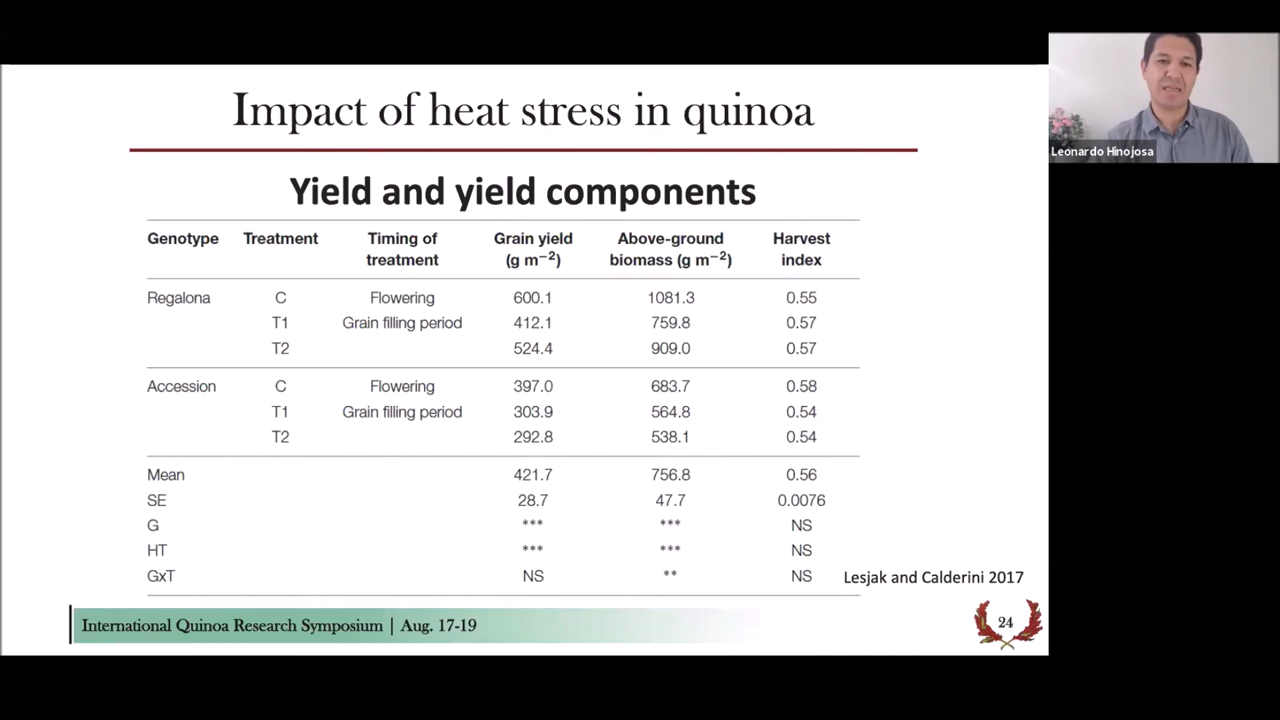 Impact of heat stress in quinoa
Leonardo Hinojosa
Yield and yield components
Genotype Treatment Timing of treatment Grain yield (g m−2) Above-ground biomass (g m−2) Harvest index
Regalona C Flowering 600.1 1081.3 0.55
T1 Grain filling period 412.1 759.8 0.57
T2 524.4 909.0 0.57
Accession C Flowering 397.0 683.7 0.58
T1 Grain filling period 303.9 564.8 0.54
T2 292.8 538.1 0.54
Mean 421.7 756.8 0.56
SE 28.7 47.7 0.0076
G *** *** NS
HT *** *** NS
GxT NS ** NS
Lesjak and Calderini 2017
International Quinoa Research Symposium | Aug. 17-19
24